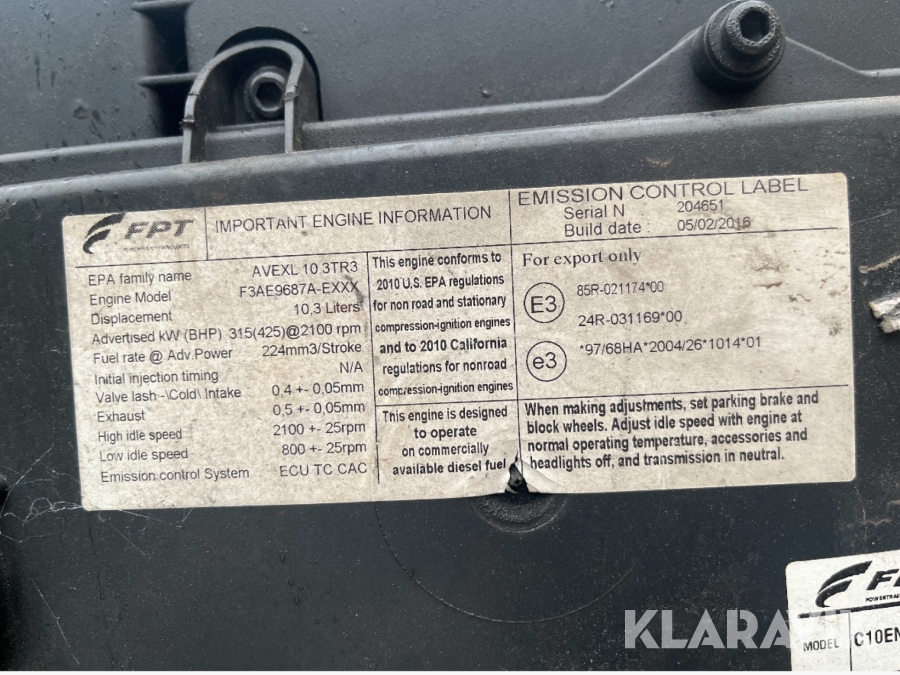 FPT
IMPORTANT ENGINE INFORMATION
EMISSION CONTROL LABEL
Serial N 204651
Build date : 05/02/2016
EPA family name AVEXL 10.3TR3
Engine Model F3AE9687A-EXXX
Displacement 10,3 Liters
Advertised kW (BHP) 315(425)@2100 rpm
Fuel rate @ Adv.Power 224mm3/Stroke
Initial injection timing N/A
Valve lash -\Cold\ Intake 0,4 +- 0,05mm
Exhaust 0,5 +- 0,05mm
High idle speed 2100 +- 25rpm
Low idle speed 800 +- 25rpm
Emission control System ECU TC CAC
This engine conforms to
2010 U.S. EPA regulations
for non road and stationary
compression-ignition engines
and to 2010 California
regulations for nonroad
compression-ignition engines
This engine is designed
to operate
on commercially
available diesel fuel
For export only
E3 85R-021174*00
24R-031169*00
e3 *97/68HA*2004/26*1014*01
When making adjustments, set parking brake and
block wheels. Adjust idle speed with engine at
normal operating temperature, accessories and
headlights off, and transmission in neutral.
MODEL C10EN
KLARAV